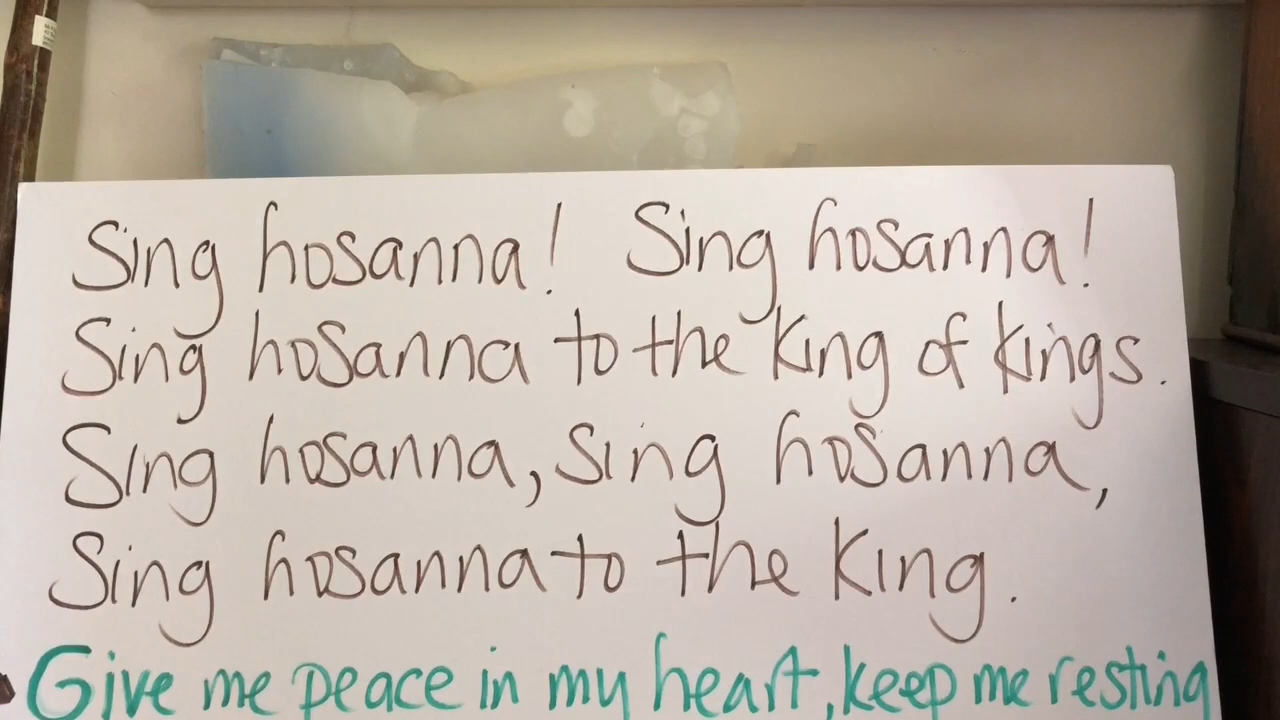 Sing hosanna! Sing hosanna!
Sing hosanna to the King of kings.
Sing hosanna, sing hosanna,
Sing hosanna to the King.
Give me peace in my heart, keep me resting